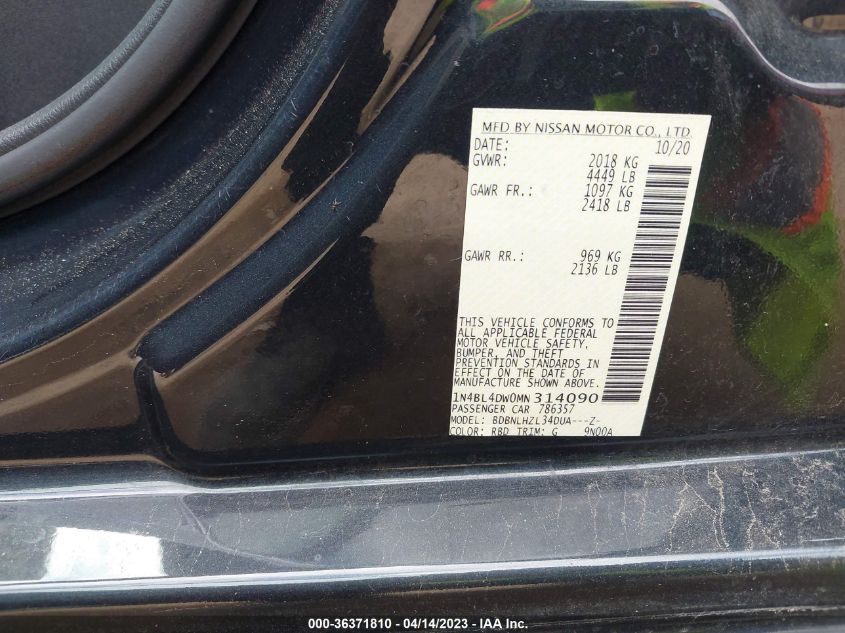 MFD BY NISSAN MOTOR CO., LTD.
DATE: 10/20
GVWR: 2018 KG
4449 LB
GAWR FR.: 1097 KG
2418 LB
GAWR RR.: 969 KG
2136 LB
THIS VEHICLE CONFORMS TO
ALL APPLICABLE FEDERAL
MOTOR VEHICLE SAFETY,
BUMPER, AND THEFT
PREVENTION STANDARDS IN
EFFECT ON THE DATE OF
MANUFACTURE SHOWN ABOVE.
1N4BL4DW0MN314090
PASSENGER CAR 786357
MODEL: BDBNLHZL34DUA---Z-
COLOR: RBD TRIM: G 9N00A
000-36371810 - 04/14/2023 - IAA Inc.